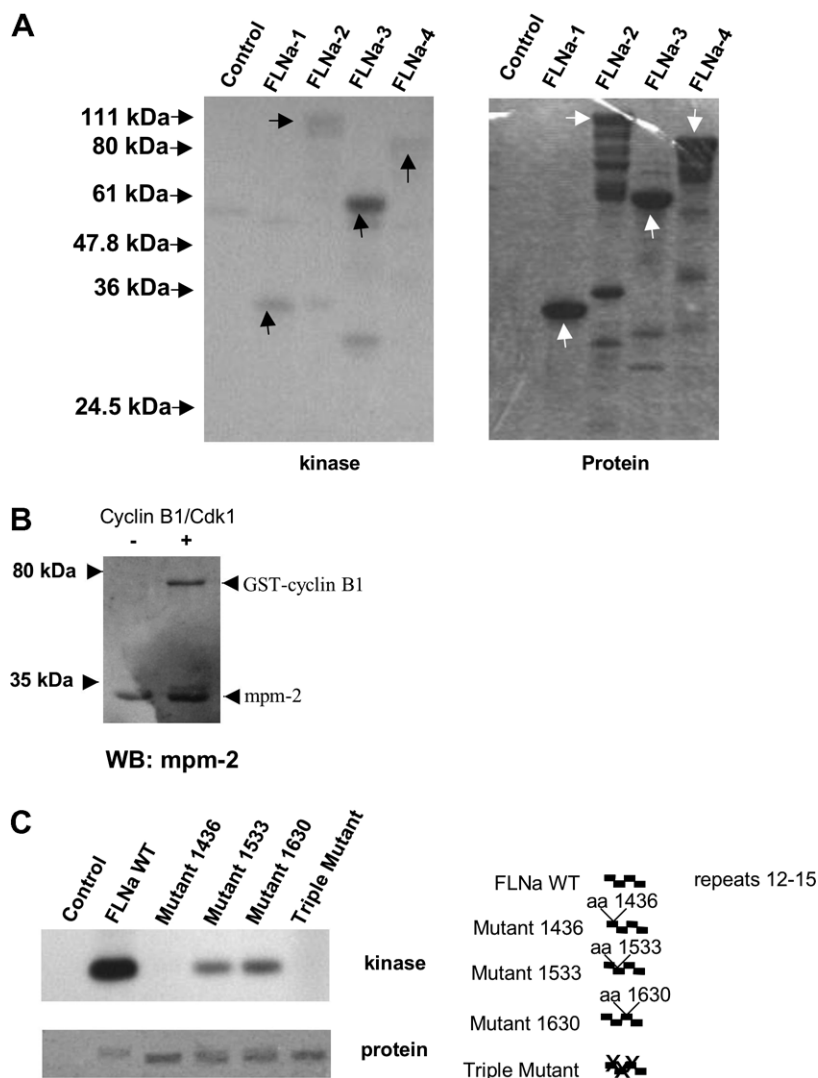 A
Control
FLNa-1
FLNa-2
FLNa-3
FLNa-4
Control
FLNa-1
FLNa-2
FLNa-3
FLNa-4
111 kDa
80 kDa
61 kDa
47.8 kDa
36 kDa
24.5 kDa
kinase
Protein
B
Cyclin B1/Cdk1
- +
80 kDa
GST-cyclin B1
35 kDa
mpm-2
WB: mpm-2
C
Control
FLNa WT
Mutant 1436
Mutant 1533
Mutant 1630
Triple Mutant
kinase
protein
FLNa WT
repeats 12-15
aa 1436
Mutant 1436
aa 1533
Mutant 1533
aa 1630
Mutant 1630
Triple Mutant